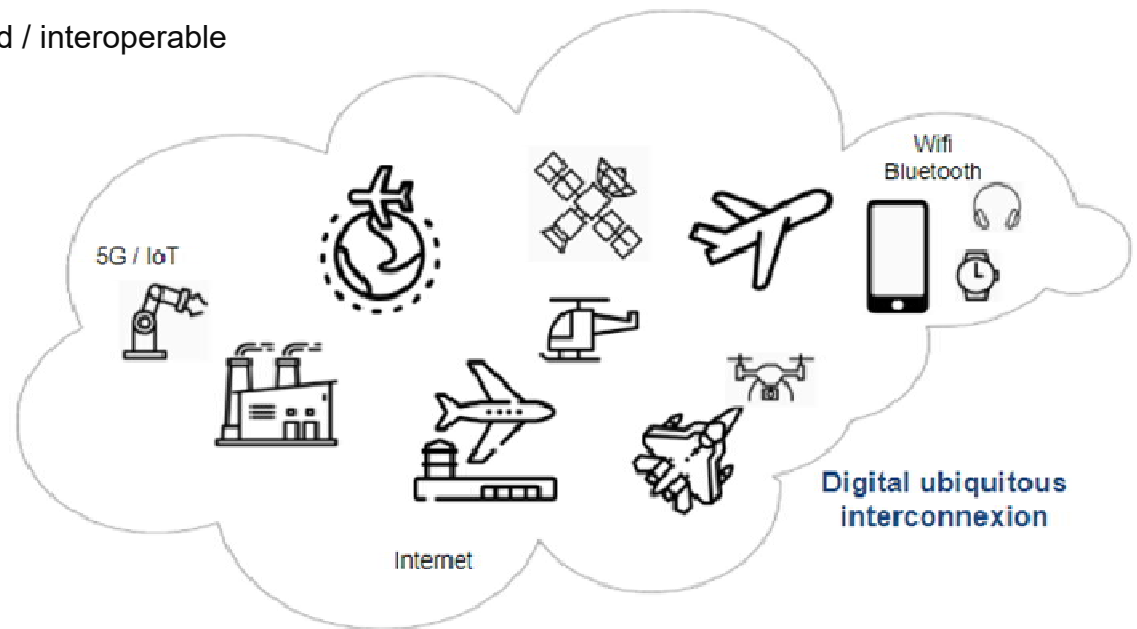 d / interoperable
Wifi
Bluetooth
5G / IoT
Digital ubiquitous
interconnexion
Internet